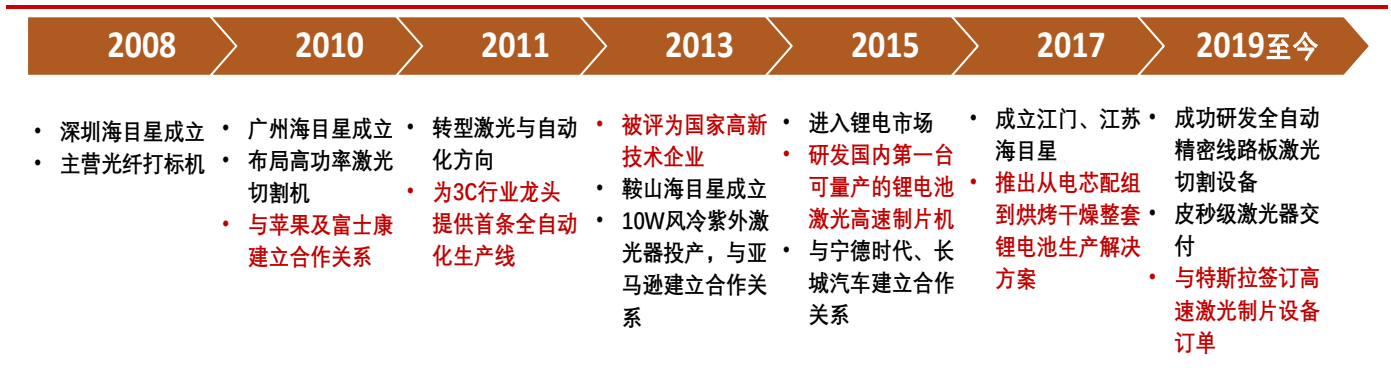 2008
2010
2011
2013
2015
2017
2019至今
• 深圳海目星成立
• 主营光纤打标机
• 广州海目星成立
• 布局高功率激光
切割机
• 与苹果及富士康
建立合作关系
• 转型激光与自动
化方向
• 为3C行业龙头
提供首条全自动
化生产线
• 被评为国家高新
技术企业
• 鞍山海目星成立
• 10W风冷紫外激
光器投产，与亚
马逊建立合作关
系
• 进入锂电市场
• 研发国内第一台
可量产的锂电池
激光高速制片机
• 与宁德时代、长
城汽车建立合作
关系
• 成立江门、江苏
海目星
• 推出从电芯配组
到烘烤干燥整套
锂电池生产解决
方案
• 成功研发全自动
精密线路板激光
切割设备
• 皮秒级激光器交
付
• 与特斯拉签订高
速激光制片设备
订单